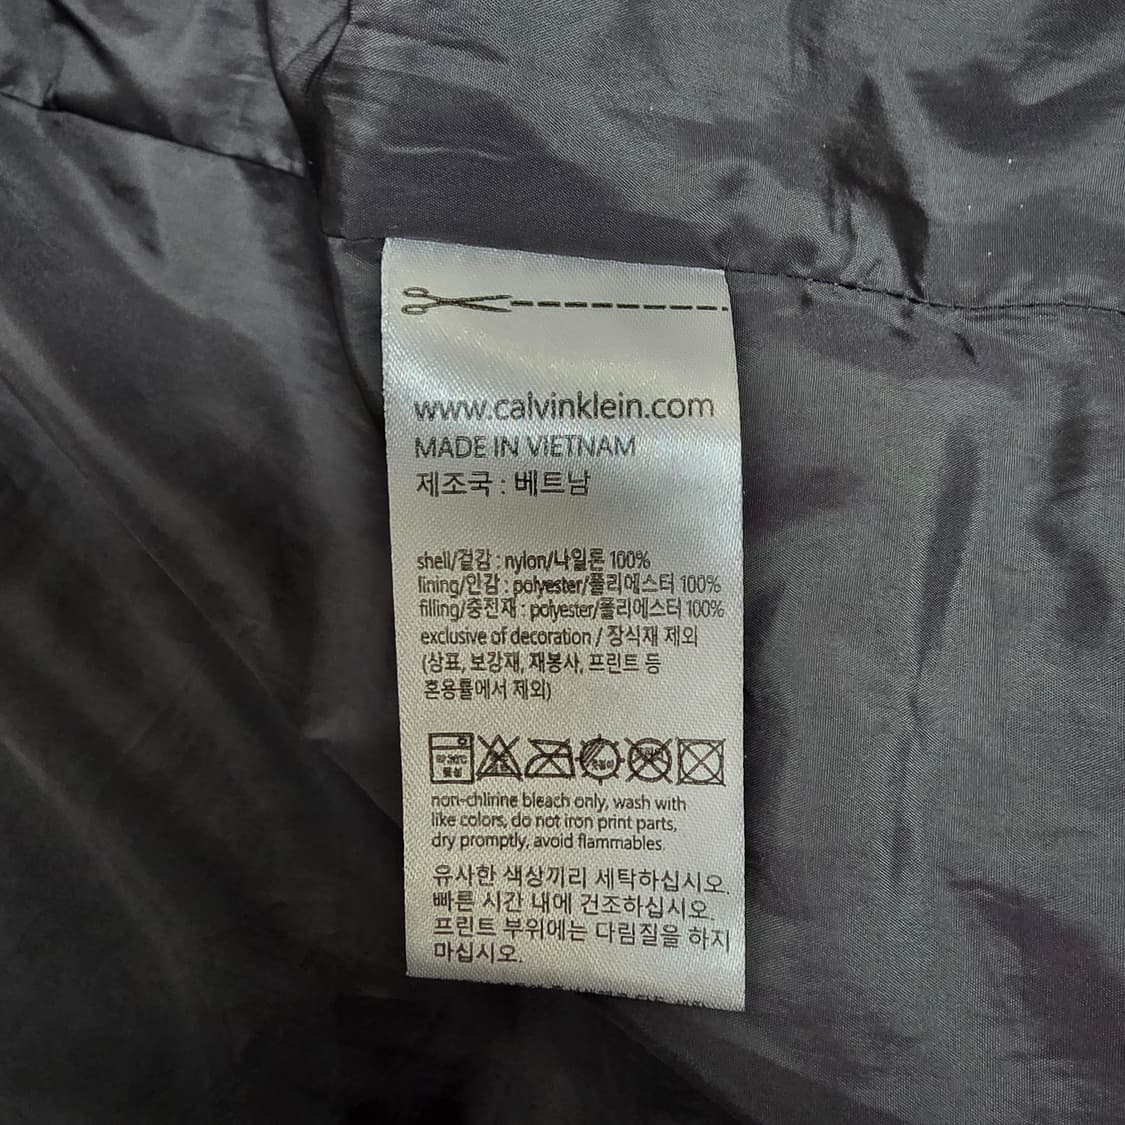 www.calvinklein.com
MADE IN VIETNAM
제조국 : 베트남
shell/겉감 : nylon/나일론 100%
lining/안감 : polyester/폴리에스터 100%
filling/충전재 : polyester/폴리에스터 100%
exclusive of decoration / 장식재 제외
(상표, 보강재, 재봉사, 프린트 등
혼용률에서 제외)
non-chlirine bleach only, wash with
like colors, do not iron print parts,
dry promptly, avoid flammables.
유사한 색상끼리 세탁하십시오.
빠른 시간 내에 건조하십시오.
프린트 부위에는 다림질을 하지
마십시오.